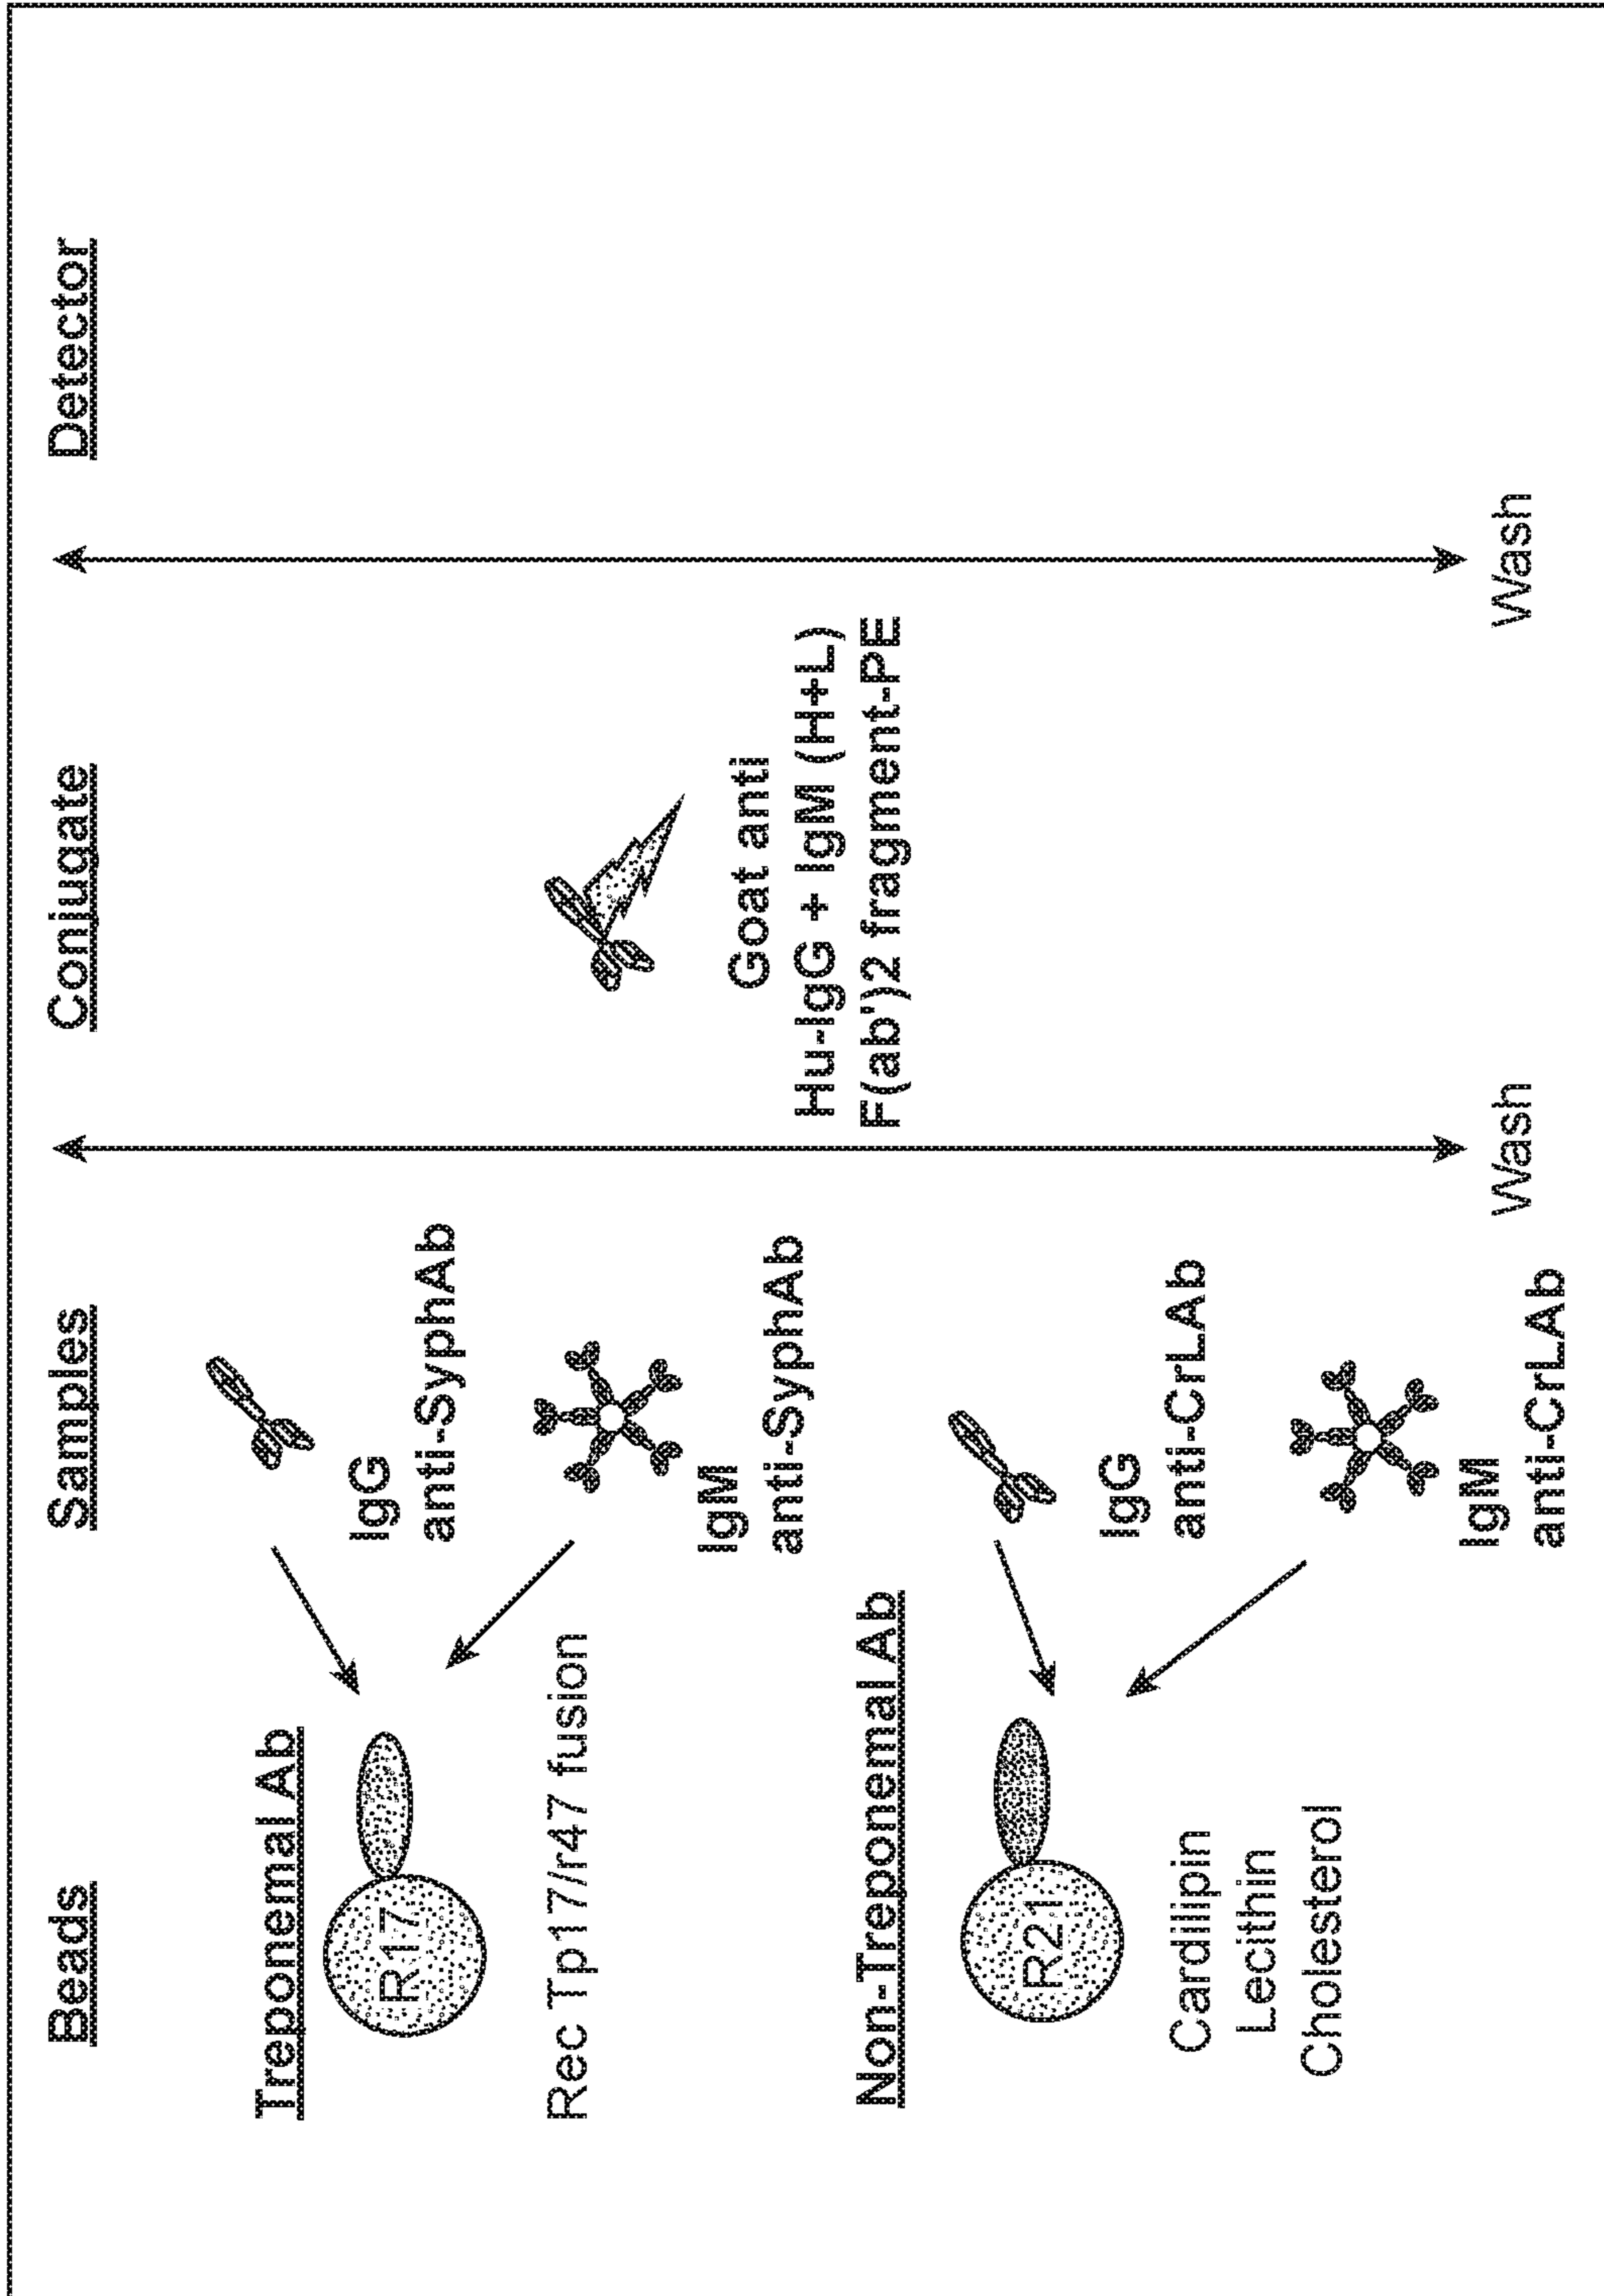 Beads
Samples
Conjugate
Detector
Treponemal Ab
R17
Rec Tp17/r47 fusion
IgG
anti-SyphAb
IgM
anti-SyphAb
Non-Treponemal Ab
R21
Cardilipin
Lecithin
Cholesterol
IgG
anti-CrLAb
IgM
anti-CrLAb
Wash
Goat anti
Hu-IgG + IgM (H+L)
F(ab')2 fragment-PE
Wash